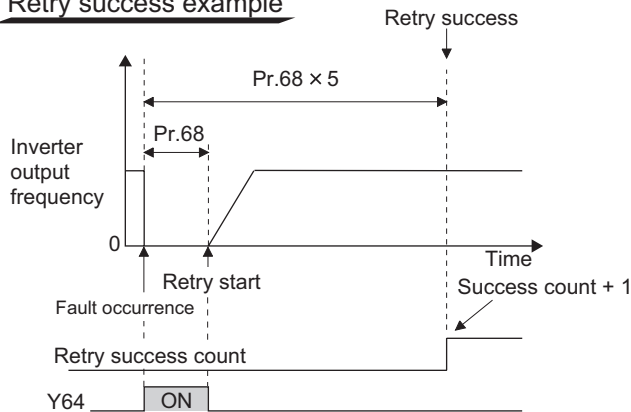 Retry success example
Retry success
Pr.68 × 5
Pr.68
Inverter
output
frequency
0
Time
Retry start
Success count + 1
Fault occurrence
Retry success count
Y64
ON